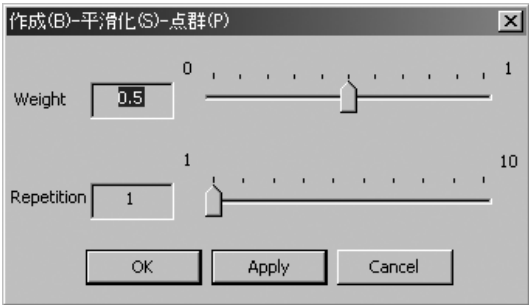 作成(B)-平滑化(S)-点群(P)
0 1
Weight 0.5
1 10
Repetition 1
OK Apply Cancel